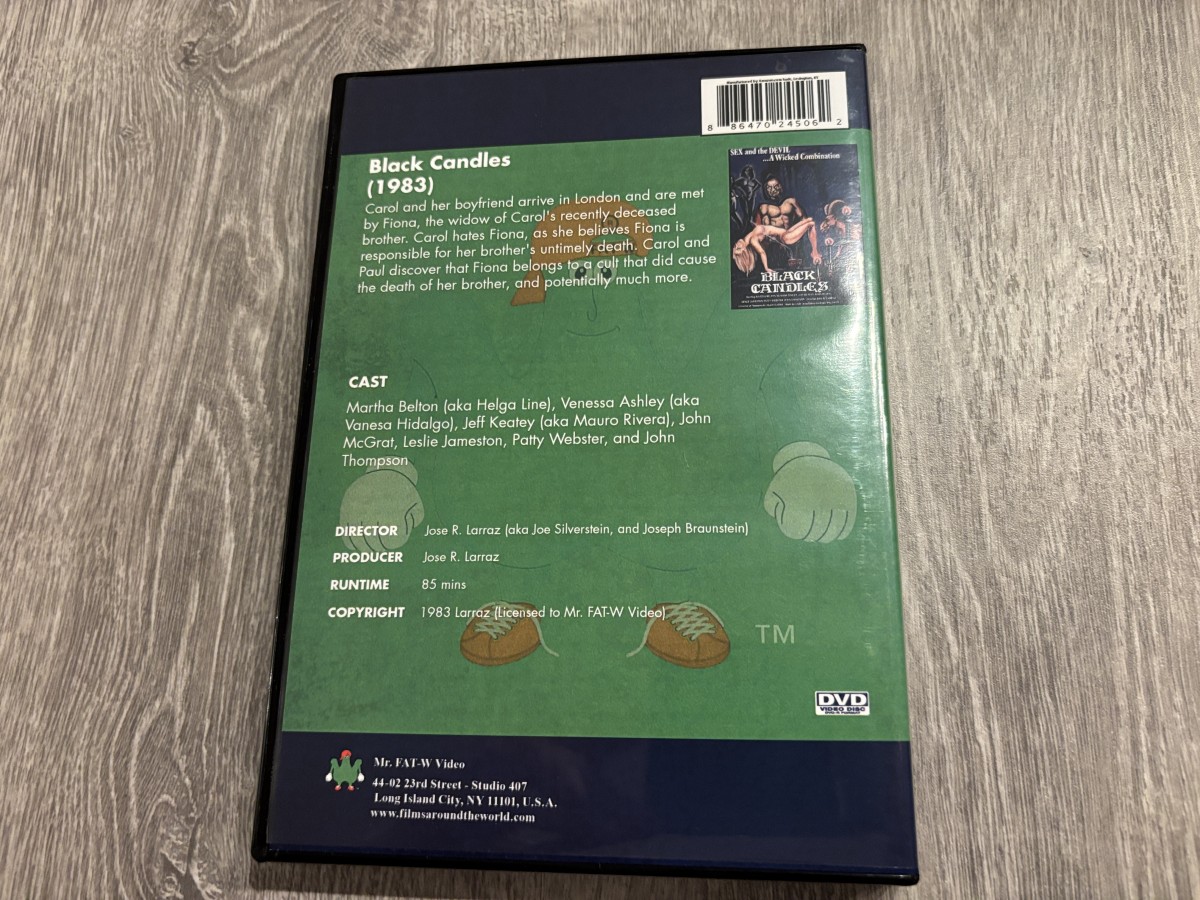 8 86470 24506 2
SEX and the DEVIL
...A Wicked Combination
BLACK
CANDLES
Black Candles
(1983)
Carol and her boyfriend arrive in London and are met
by Fiona, the widow of Carol's recently deceased
brother. Carol hates Fiona, as she believes Fiona is
responsible for her brother's untimely death. Carol and
Paul discover that Fiona belongs to a cult that did cause
the death of her brother, and potentially much more.
CAST
Martha Belton (aka Helga Line), Venessa Ashley (aka
Vanesa Hidalgo), Jeff Keatey (aka Mauro Rivera), John
McGrat, Leslie Jameston, Patty Webster, and John
Thompson
DIRECTOR Jose R. Larraz (aka Joe Silverstein, and Joseph Braunstein)
PRODUCER Jose R. Larraz
RUNTIME 85 mins
COPYRIGHT 1983 Larraz (Licensed to Mr. FAT-W Video)
TM
DVD
VIDEO DISC
Mr. FAT-W Video
44-02 23rd Street - Studio 407
Long Island City, NY 11101, U.S.A.
www.filmsaroundtheworld.com